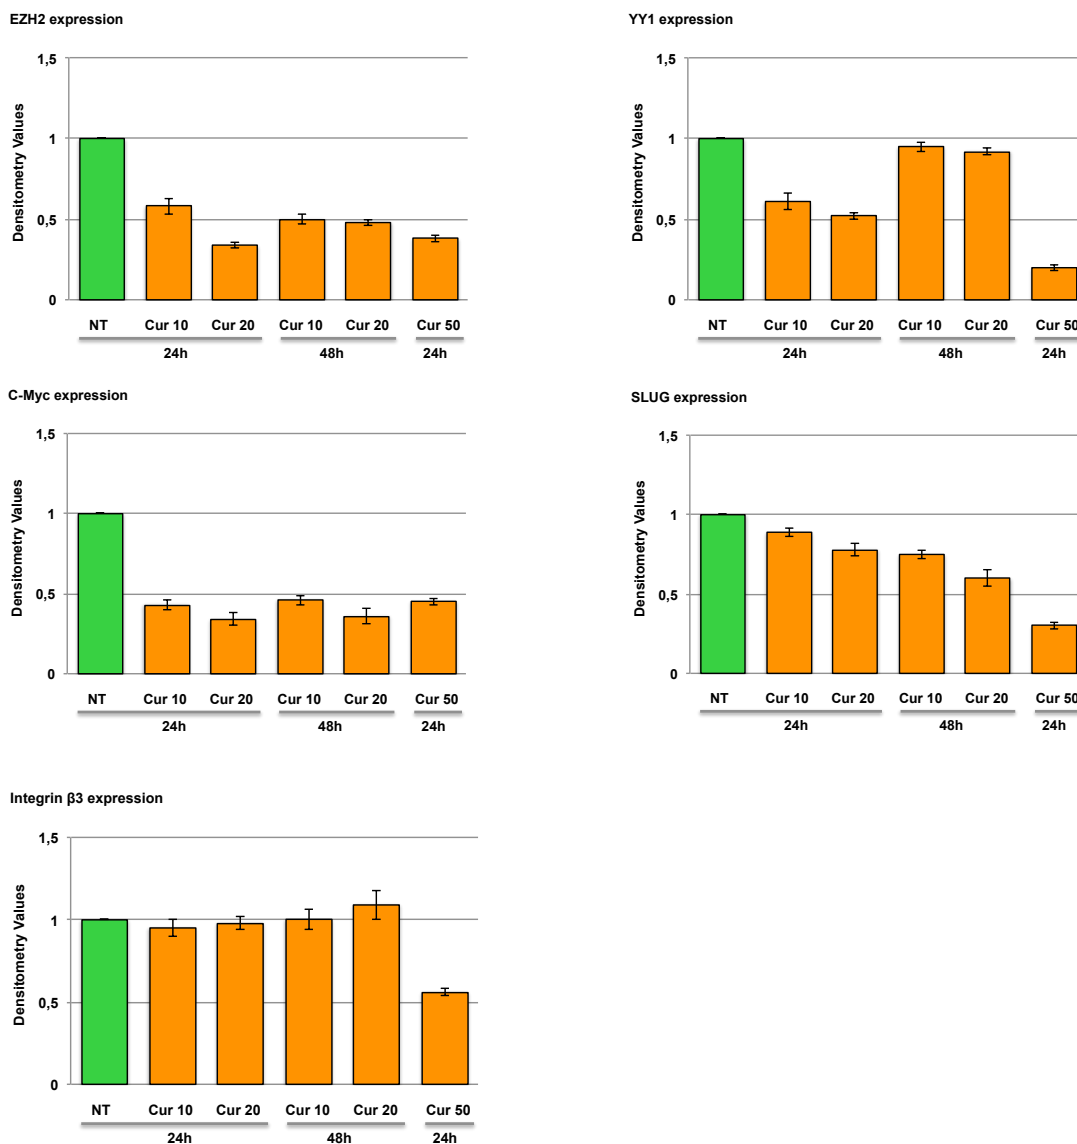 EZH2 expression
1,5
1
0,5
0
Densitometry Values
NT Cur 10 Cur 20 Cur 10 Cur 20 Cur 50
24h 48h 24h
YY1 expression
1,5
1
0,5
0
Densitometry Values
NT Cur 10 Cur 20 Cur 10 Cur 20 Cur 50
24h 48h 24h
C-Myc expression
1,5
1
0,5
0
Densitometry Values
NT Cur 10 Cur 20 Cur 10 Cur 20 Cur 50
24h 48h 24h
SLUG expression
1,5
1
0,5
0
Densitometry Values
NT Cur 10 Cur 20 Cur 10 Cur 20 Cur 50
24h 48h 24h
Integrin β3 expression
1,5
1
0,5
0
Densitometry Values
NT Cur 10 Cur 20 Cur 10 Cur 20 Cur 50
24h 48h 24h